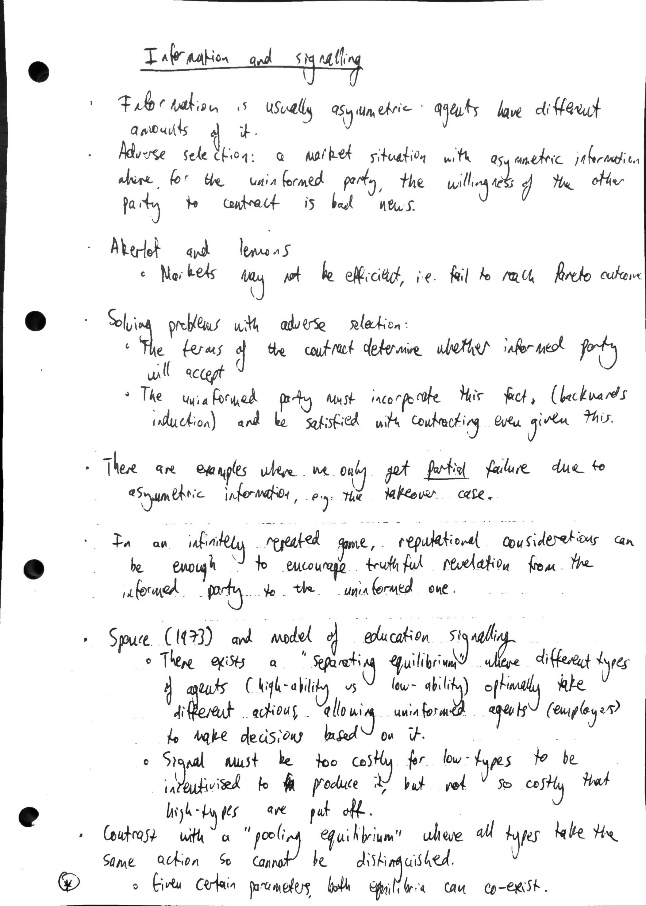 Information and signalling
· Information is usually asymmetric · agents have different
amounts of it.
· Adverse selection: a market situation with asymmetric information
where, for the uninformed party, the willingness of the other
party to contract is bad news.
· Akerlof and lemons
∘ Markets may not be efficient, i.e. fail to reach Pareto outcome
· Solving problems with adverse selection:
∘ The terms of the contract determine whether informed party
will accept
∘ The uninformed party must incorporate this fact, (backwards
induction) and be satisfied with contracting even given this.
· There are examples where we only get partial failure due to
asymmetric information, e.g. the takeover case.
· In an infinitely repeated game, reputational considerations can
be enough to encourage truthful revelation from the
informed party to the uninformed one.
· Spence (1973) and model of education signalling
∘ There exists a "separating equilibrium" where different types
of agents (high-ability vs low-ability) optimally take
different actions, allowing uninformed agents (employers)
to make decisions based on it.
∘ Signal must be too costly for low-types to be
incentivised to produce it, but not so costly that
high-types are put off.
· Contrast with a "pooling equilibrium" where all types take the
same action so cannot be distinguished.
* ∘ Given certain parameters, both equilibria can co-exist.